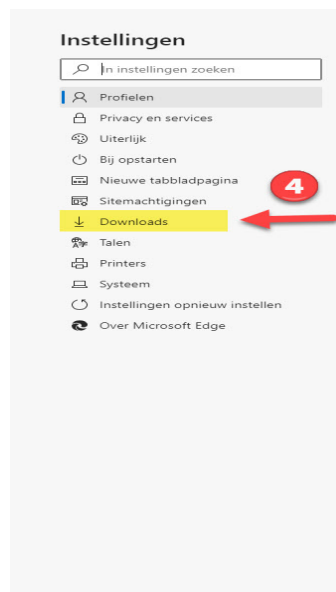 Instellingen
In instellingen zoeken
Profielen
Privacy en services
Uiterlijk
Bij opstarten
Nieuwe tabbladpagina
4
Sitemachtigingen
Downloads
Talen
Printers
Systeem
Instellingen opnieuw instellen
Over Microsoft Edge